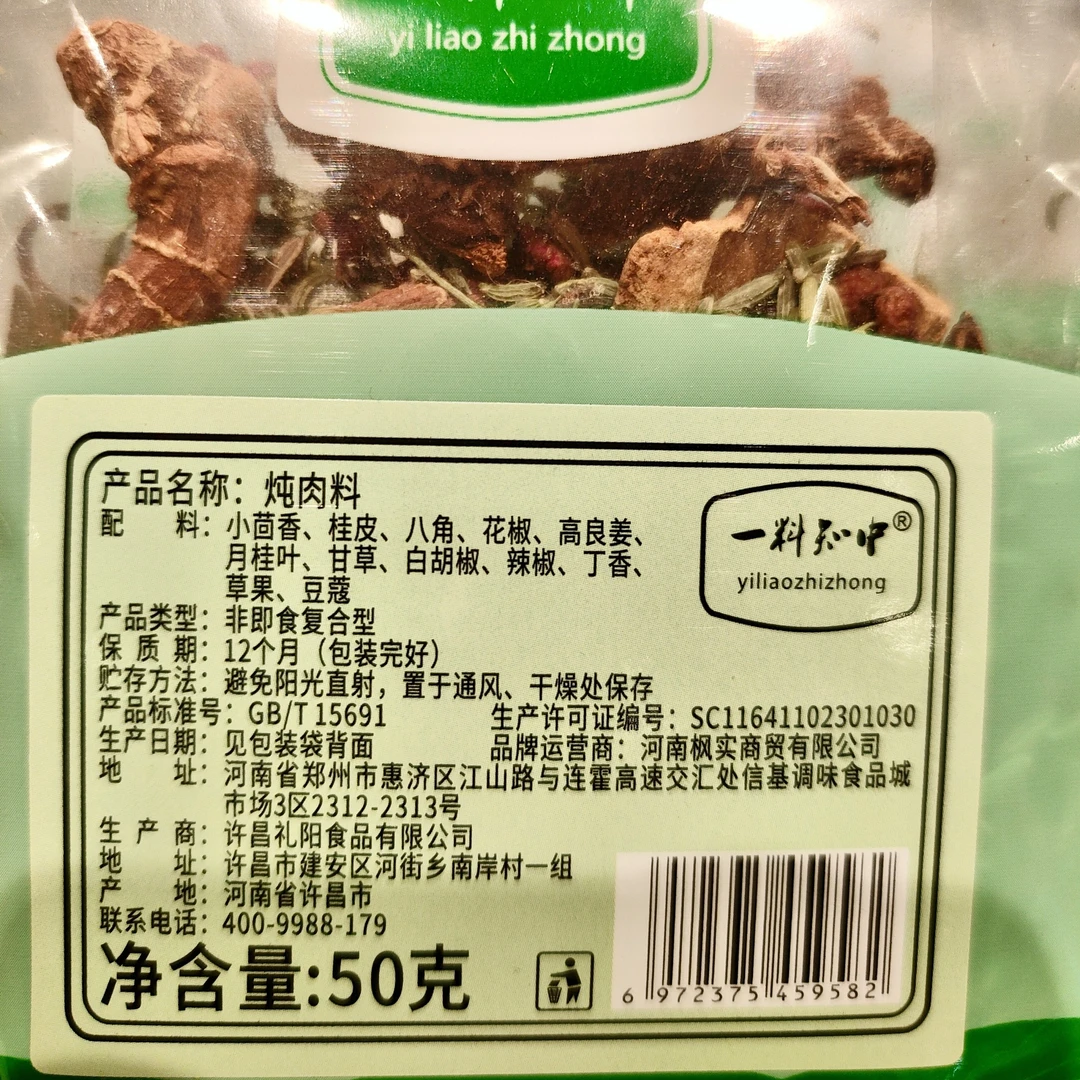 yi liao zhi zhong
产品名称：炖肉料
配 料：小茴香、桂皮、八角、花椒、高良姜、
月桂叶、甘草、白胡椒、辣椒、丁香、
草果、豆蔻
一料知中®
yiliaozhizhong
产品类型：非即食复合型
保 质 期：12个月（包装完好）
贮存方法：避免阳光直射，置于通风、干燥处保存
产品标准号：GB/T 15691 生产许可证编号：SC11641102301030
生产日期：见包装袋背面 品牌运营商：河南枫实商贸有限公司
地 址：河南省郑州市惠济区江山路与连霍高速交汇处信基调味食品城
市场3区2312-2313号
生 产 商：许昌礼阳食品有限公司
地 址：许昌市建安区河街乡南岸村一组
产 地：河南省许昌市
联系电话：400-9988-179
净含量:50克
6 972375 459582